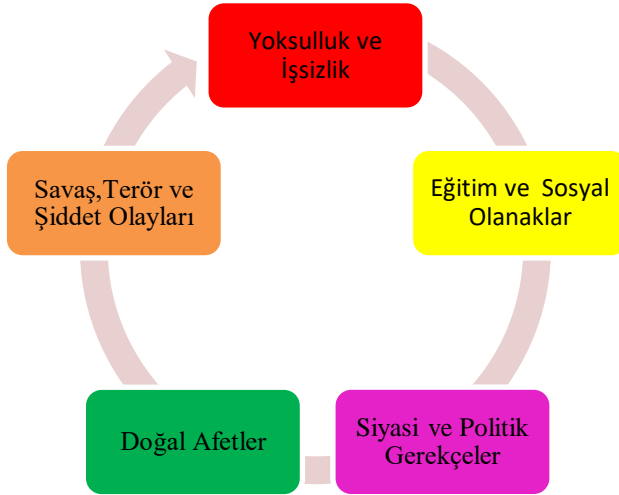 Yoksulluk ve
İşsizlik
Eğitim ve Sosyal
Olanaklar
Siyasi ve Politik
Gerekçeler
Doğal Afetler
Savaş,Terör ve
Şiddet Olayları